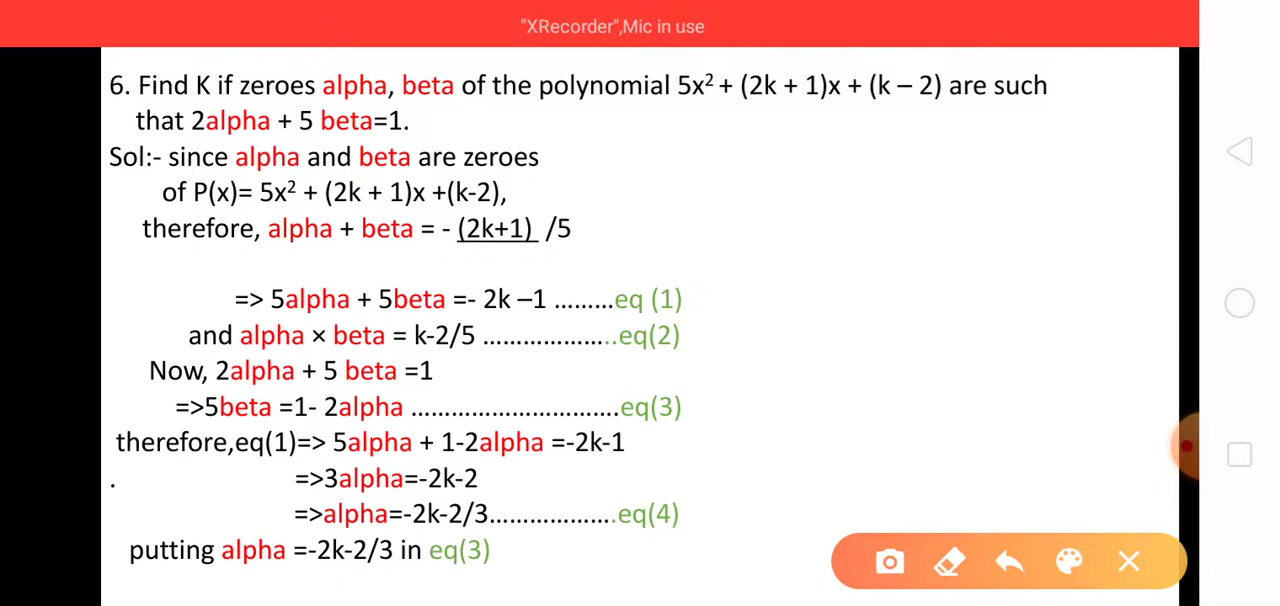 "XRecorder",Mic in use
6. Find K if zeroes alpha, beta of the polynomial 5x² + (2k + 1)x + (k – 2) are such
that 2alpha + 5 beta=1.
Sol:- since alpha and beta are zeroes
of P(x)= 5x² + (2k + 1)x +(k-2),
therefore, alpha + beta = - (2k+1) /5
=> 5alpha + 5beta =- 2k –1 .........eq (1)
and alpha × beta = k-2/5 ....................eq(2)
Now, 2alpha + 5 beta =1
=>5beta =1- 2alpha ...............................eq(3)
therefore,eq(1)=> 5alpha + 1-2alpha =-2k-1
. =>3alpha=-2k-2
=>alpha=-2k-2/3...................eq(4)
putting alpha =-2k-2/3 in eq(3)